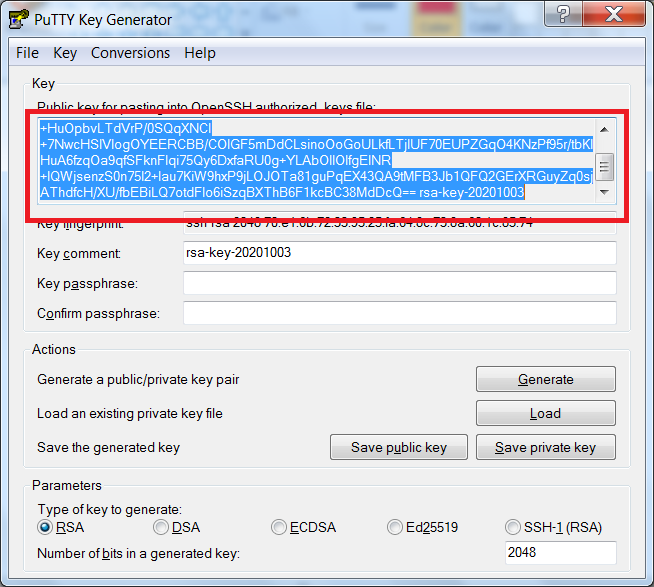 PuTTY Key Generator
File Key Conversions Help
Key
Public key for pasting into OpenSSH authorized_keys file:
+HuOpbvLTdVrP/0SQqXNCl
+7NwcHSIVlogOYEERCBB/COlGF5mDdCLsinoOoGoULkfLTjlUF70EUPZGqO4KNzPf95r/tbKl
HuA6fzqOa9qfSFknFlqi75Qy6DxfaRU0g+YLAbOllOlfgElNR
+lQWjsenzS0n75l2+lau7KiW9hxP9jLOJOTa81guPqEX43QA9tMFB3Jb1QFQ2GErXRGuyZq0sj
AThdfcH/XU/fbEBiLQ7otdFlo6iSzqBXThB6F1kcBC38MdDcQ== rsa-key-20201003
Key fingerprint:
Key comment:
rsa-key-20201003
Key passphrase:
Confirm passphrase:
Actions
Generate a public/private key pair
Generate
Load an existing private key file
Load
Save the generated key
Save public key
Save private key
Parameters
Type of key to generate:
RSA DSA ECDSA Ed25519 SSH-1 (RSA)
Number of bits in a generated key:
2048